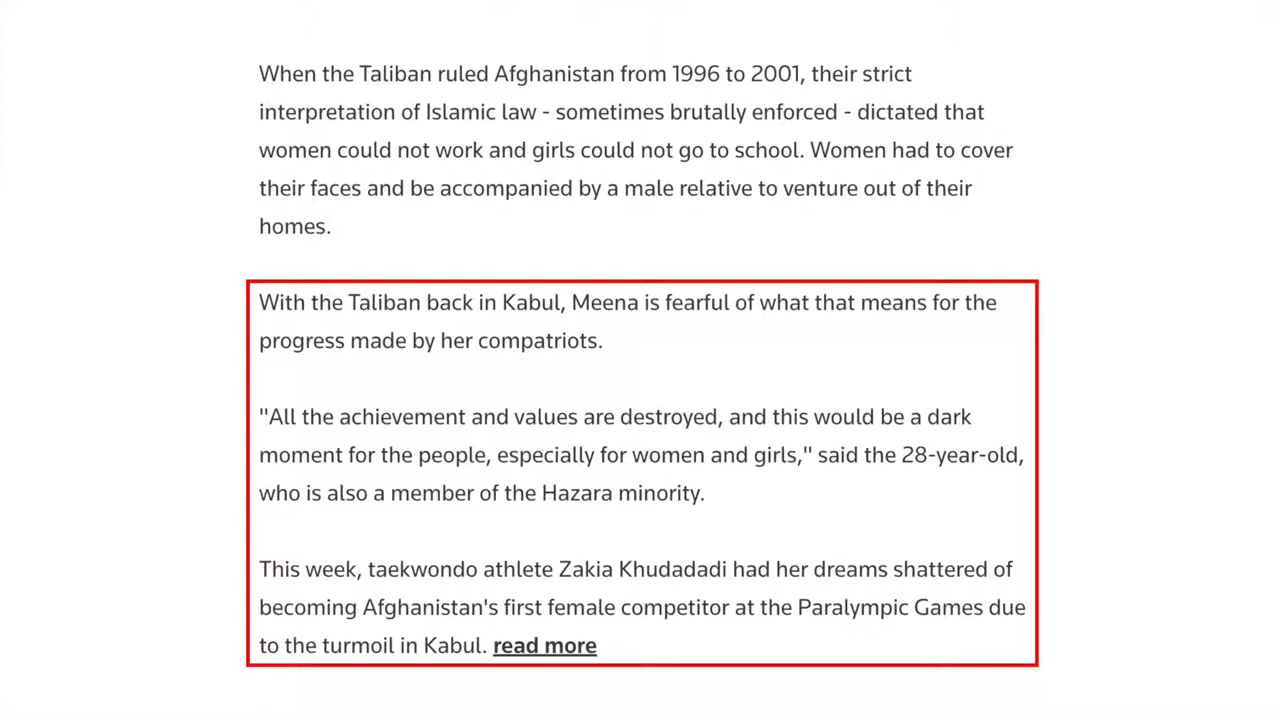 When the Taliban ruled Afghanistan from 1996 to 2001, their strict
interpretation of Islamic law - sometimes brutally enforced - dictated that
women could not work and girls could not go to school. Women had to cover
their faces and be accompanied by a male relative to venture out of their
homes.
With the Taliban back in Kabul, Meena is fearful of what that means for the
progress made by her compatriots.
"All the achievement and values are destroyed, and this would be a dark
moment for the people, especially for women and girls," said the 28-year-old,
who is also a member of the Hazara minority.
This week, taekwondo athlete Zakia Khudadadi had her dreams shattered of
becoming Afghanistan's first female competitor at the Paralympic Games due
to the turmoil in Kabul. read more